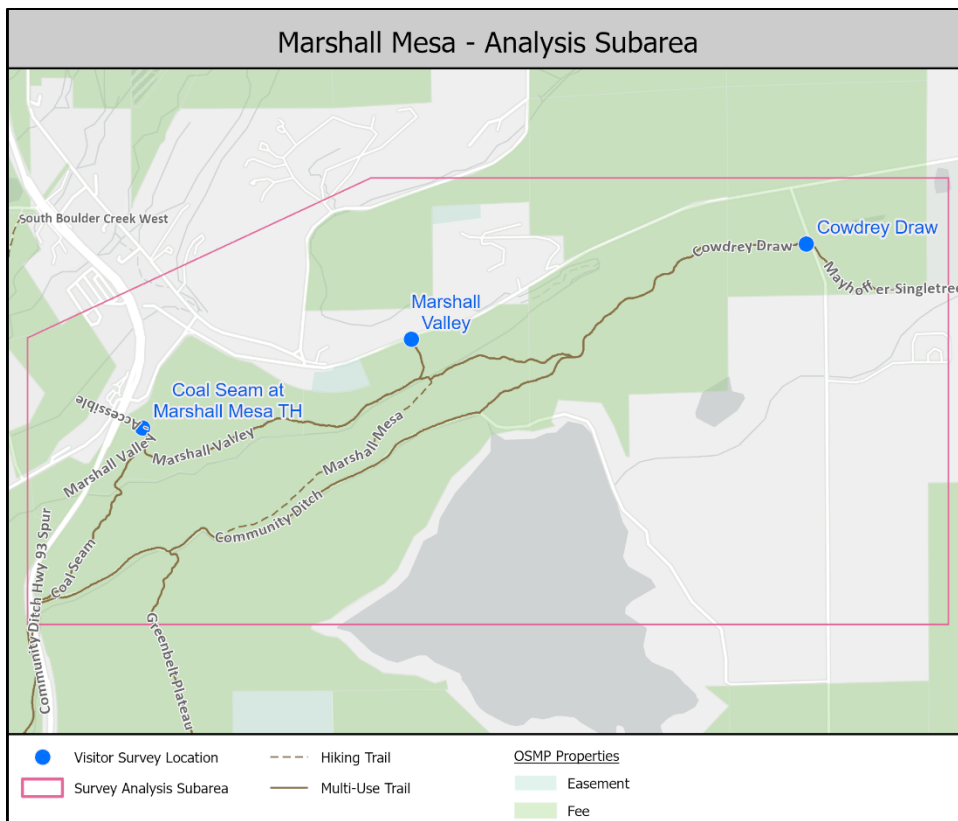 Marshall Mesa - Analysis Subarea
South Boulder Creek West
Cowdrey Draw
Cowdrey Draw
Mayhoffer-Singletree
Marshall
Valley
Coal Seam at
Marshall Mesa TH
Accessible
Marshall Valley
Marshall Valley
Marshall Mesa
Community Ditch
Coal Seam
Community Ditch Hwy 93 Spur
Greenbelt Plateau
Visitor Survey Location
Survey Analysis Subarea
Hiking Trail
Multi-Use Trail
OSMP Properties
Easement
Fee